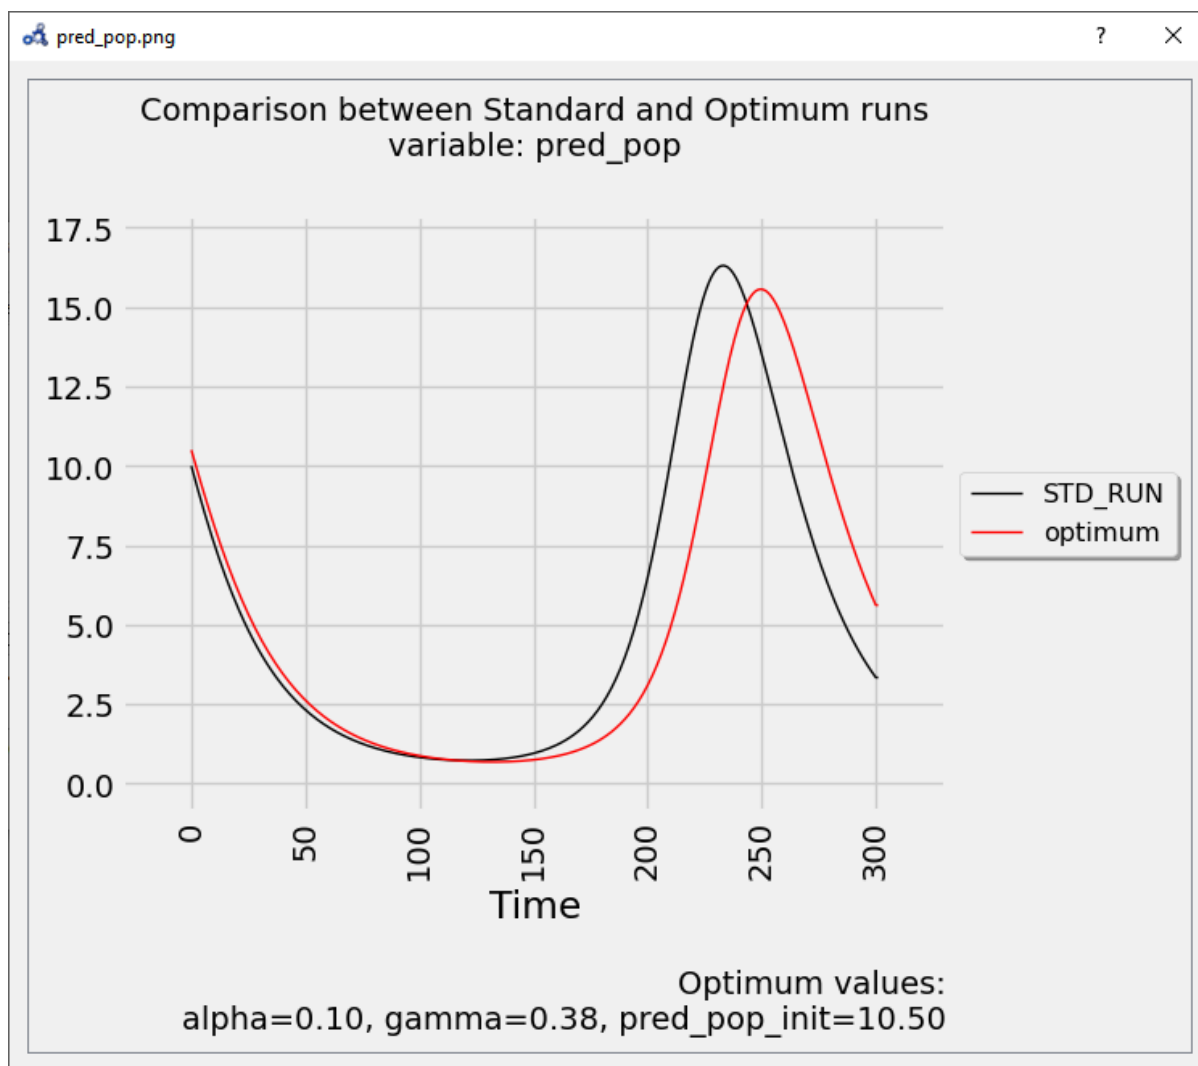 pred_pop.png
?
Comparison between Standard and Optimum runs
variable: pred_pop
17.5
15.0
12.5
10.0
7.5
5.0
2.5
0.0
0
50
100
150
200
250
300
Time
STD_RUN
optimum
Optimum values:
alpha=0.10, gamma=0.38, pred_pop_init=10.50